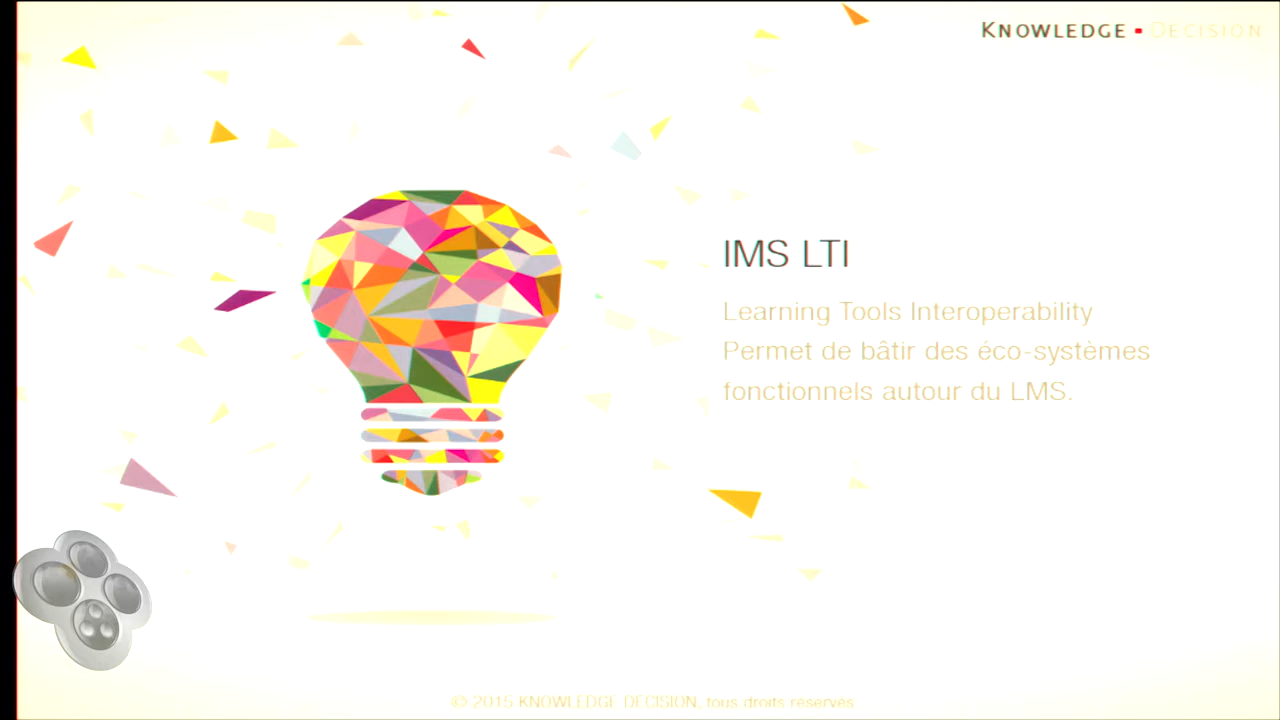 KNOWLEDGE ▪ DECISION
IMS LTI
Learning Tools Interoperability
Permet de bâtir des éco-systèmes
fonctionnels autour du LMS.
© 2015 KNOWLEDGE DECISION, tous droits réservés